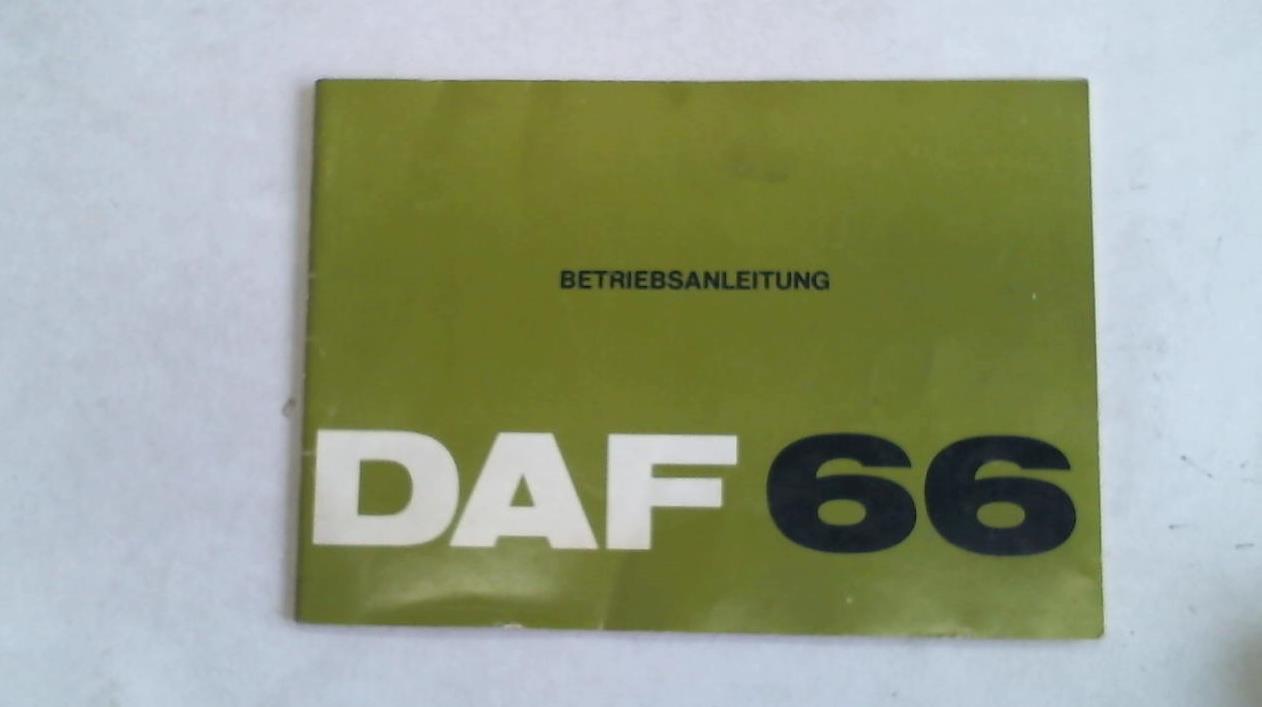 BETRIEBSANLEITUNG
DAF 66